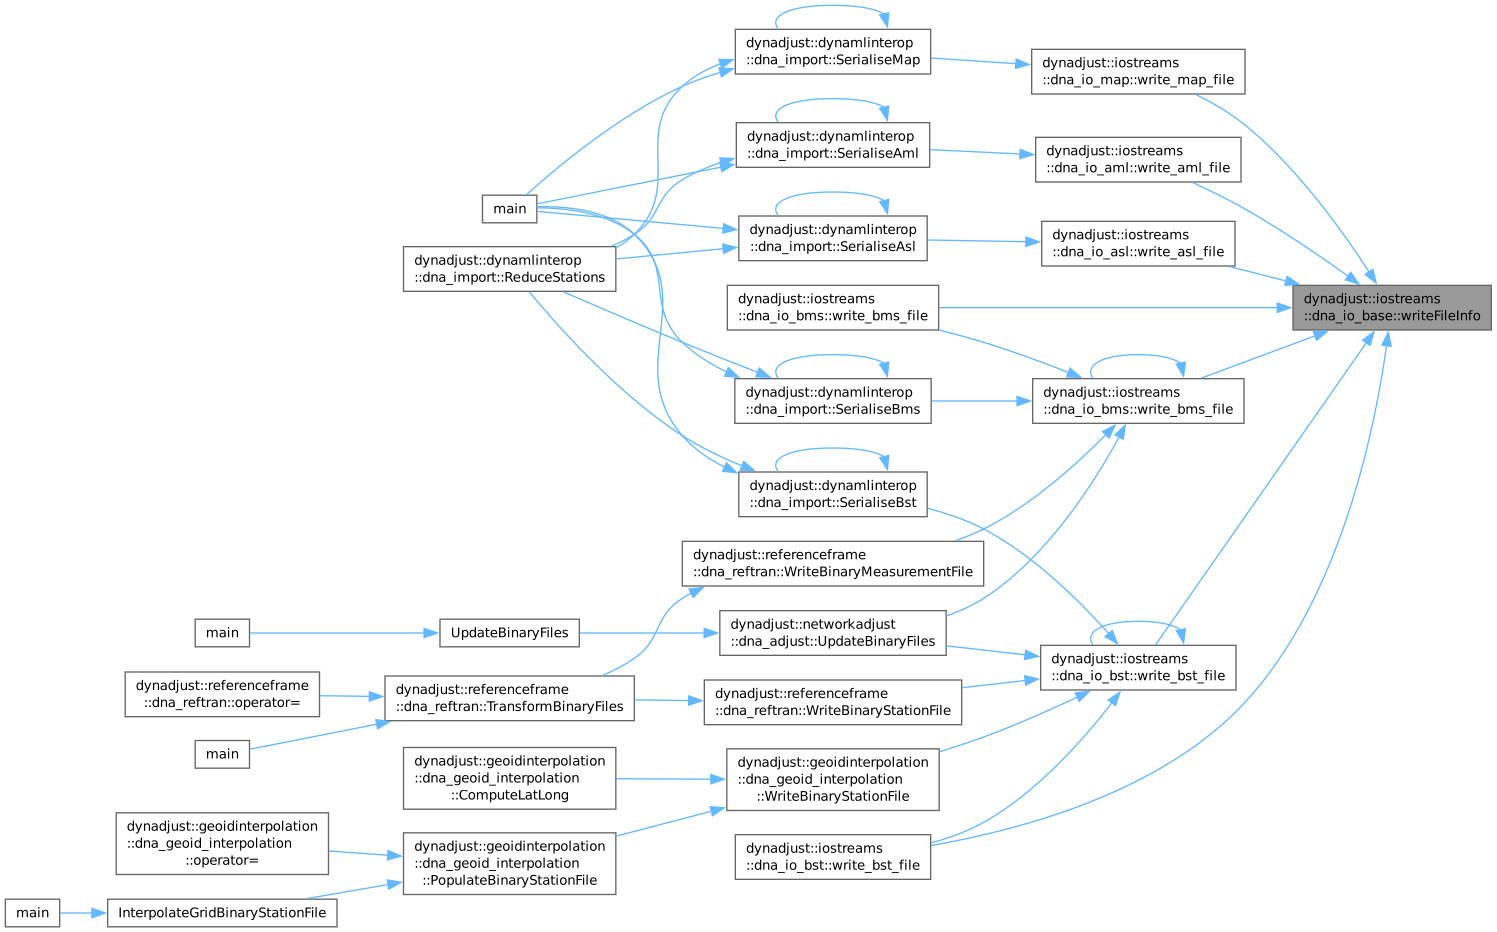 dynadjust::dynamlinterop
::dna_import::SerialiseMap
dynadjust::iostreams
::dna_io_map::write_map_file
dynadjust::dynamlinterop
::dna_import::SerialiseAml
dynadjust::iostreams
::dna_io_aml::write_aml_file
main
dynadjust::dynamlinterop
::dna_import::SerialiseAsl
dynadjust::iostreams
::dna_io_asl::write_asl_file
dynadjust::dynamlinterop
::dna_import::ReduceStations
dynadjust::iostreams
::dna_io_bms::write_bms_file
dynadjust::iostreams
::dna_io_base::writeFileInfo
dynadjust::dynamlinterop
::dna_import::SerialiseBms
dynadjust::iostreams
::dna_io_bms::write_bms_file
dynadjust::dynamlinterop
::dna_import::SerialiseBst
dynadjust::referenceframe
::dna_reftran::WriteBinaryMeasurementFile
main
UpdateBinaryFiles
dynadjust::networkadjust
::dna_adjust::UpdateBinaryFiles
dynadjust::iostreams
::dna_io_bst::write_bst_file
dynadjust::referenceframe
::dna_reftran::operator=
dynadjust::referenceframe
::dna_reftran::TransformBinaryFiles
dynadjust::referenceframe
::dna_reftran::WriteBinaryStationFile
main
dynadjust::geoidinterpolation
::dna_geoid_interpolation
::ComputeLatLong
dynadjust::geoidinterpolation
::dna_geoid_interpolation
::WriteBinaryStationFile
dynadjust::geoidinterpolation
::dna_geoid_interpolation
::operator=
dynadjust::geoidinterpolation
::dna_geoid_interpolation
::PopulateBinaryStationFile
dynadjust::iostreams
::dna_io_bst::write_bst_file
main
InterpolateGridBinaryStationFile